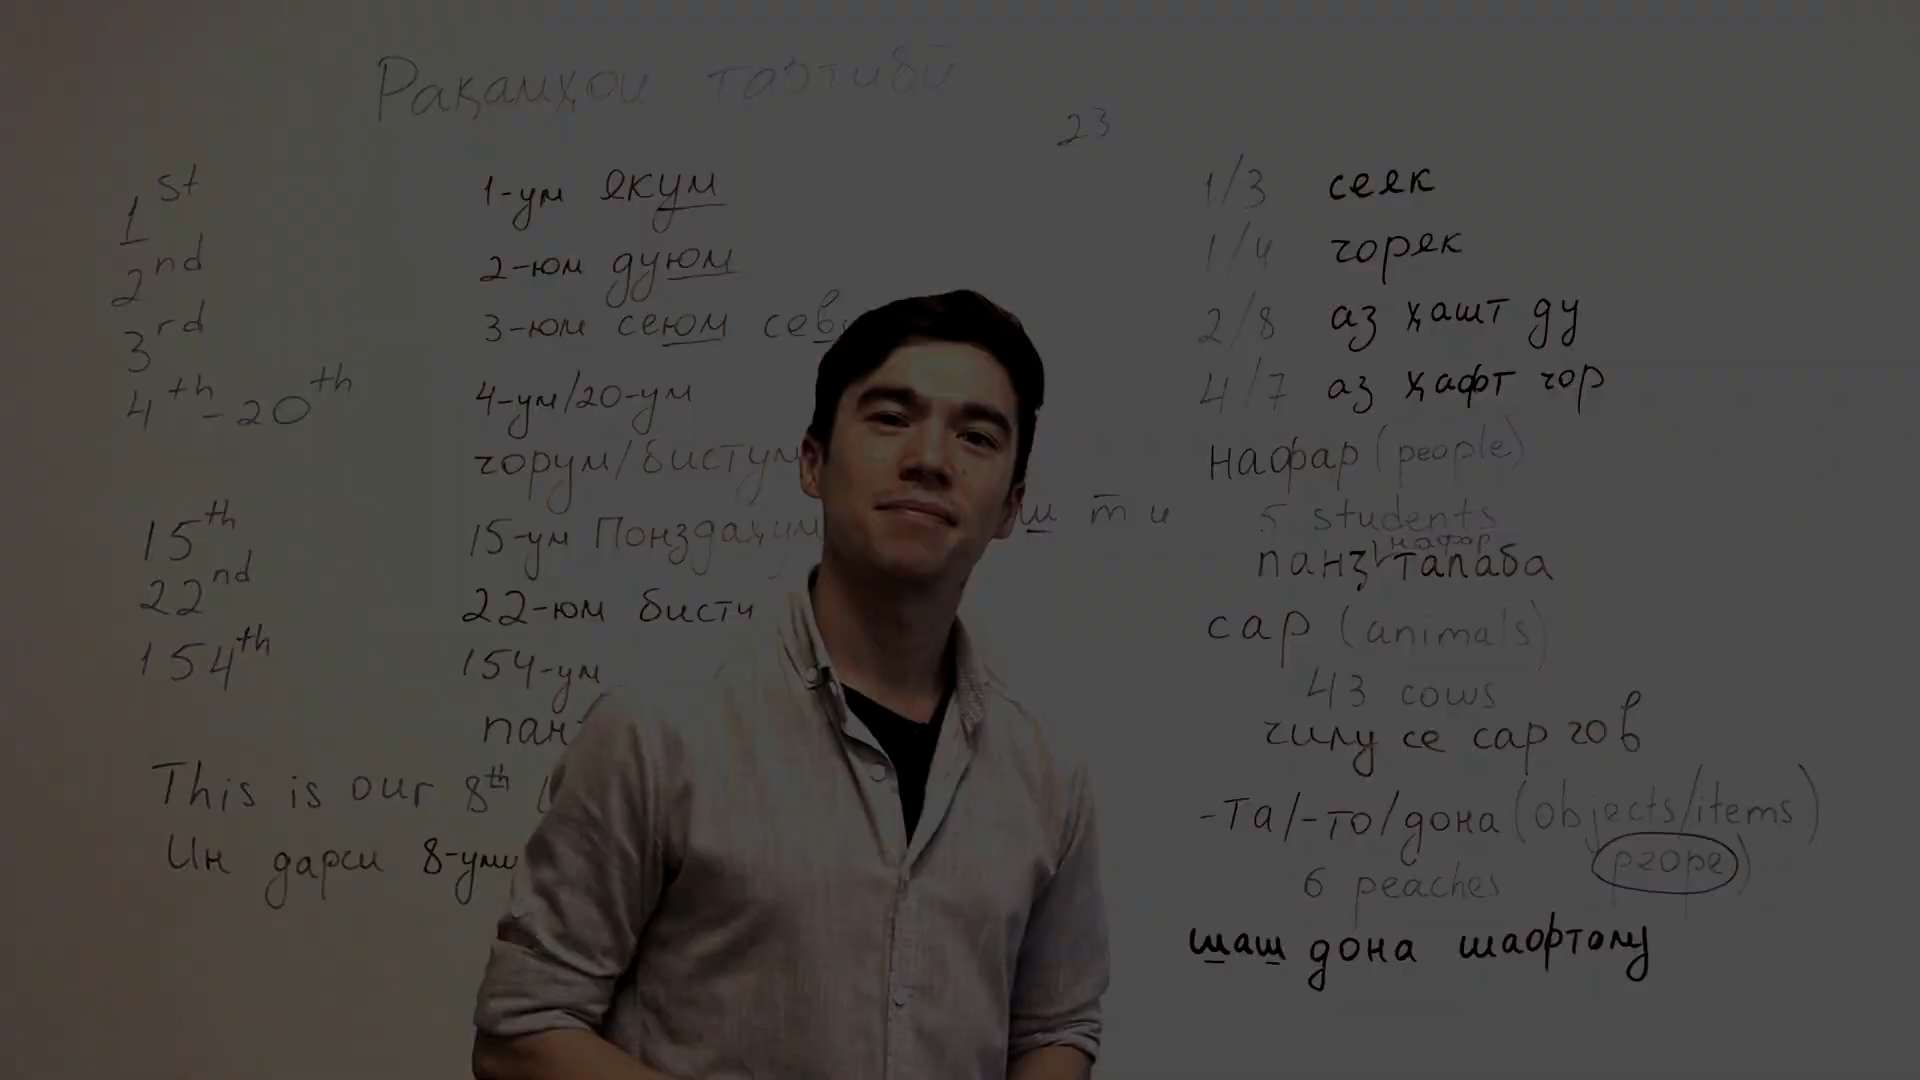 Рақамҳои тартибӣ
23
1st 1-ум якум
2nd 2-юм дуюм
3rd 3-юм сеюм
4th-20th 4-ум/20-ум
чорум/бистум
15th 15-ум Понздаҳум
22nd 22-юм бисту
154th 154-ум
This is our 8th
Ин дарси 8-уми
ш т и
1/3 сеяк
1/4 чоряк
2/8 аз ҳашт ду
4/7 аз ҳафт чор
нафар (people)
5 students
нафар
панҷ талаба
сар (animals)
43 cows
чилу се сар гов
-та/-то/дона (objects/items)
peope)
6 peaches
шаш дона шафтолу